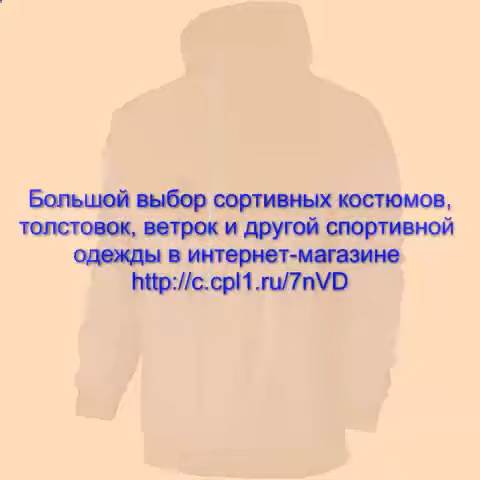 Большой выбор сортивных костюмов,
толстовок, ветрок и другой спортивной
одежды в интернет-магазине
http://c.cpl1.ru/7nVD